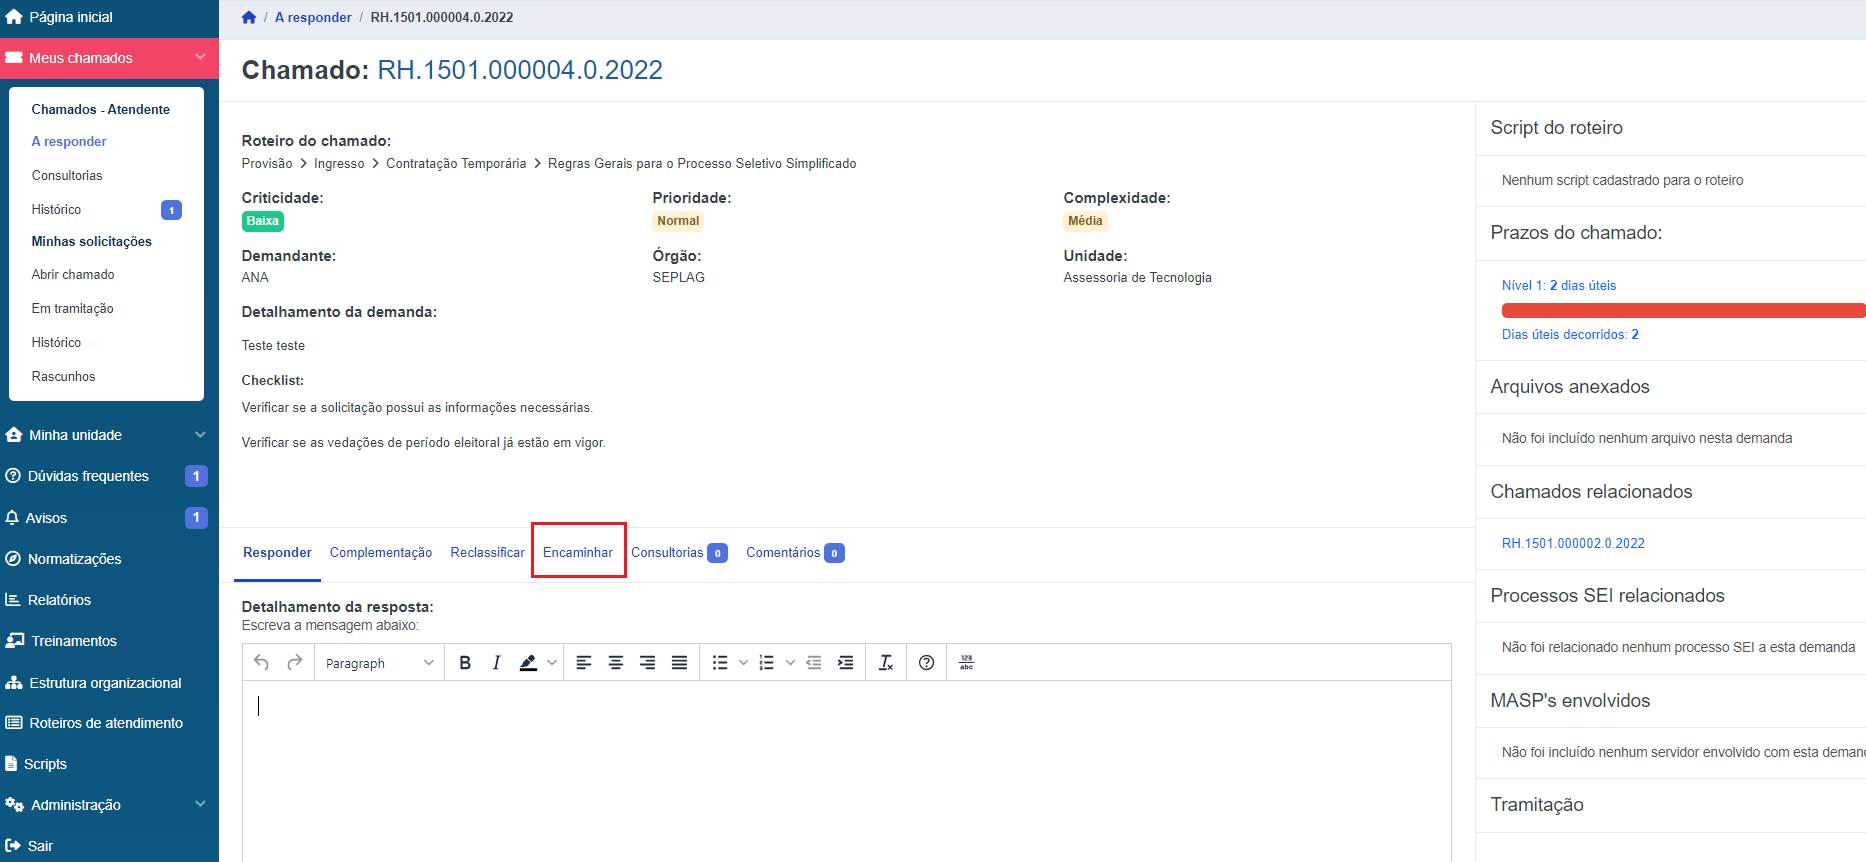 Página inicial
Meus chamados
Chamados - Atendente
A responder
Consultorias
Histórico 1
Minhas solicitações
Abrir chamado
Em tramitação
Histórico
Rascunhos
Minha unidade
Dúvidas frequentes 1
Avisos 1
Normatizações
Relatórios
Treinamentos
Estrutura organizacional
Roteiros de atendimento
Scripts
Administração
Sair
/ A responder / RH.1501.000004.0.2022
Chamado: RH.1501.000004.0.2022
Roteiro do chamado:
Provisão > Ingresso > Contratação Temporária > Regras Gerais para o Processo Seletivo Simplificado
Criticidade: Prioridade: Complexidade:
Baixa Normal Média
Demandante: Órgão: Unidade:
ANA SEPLAG Assessoria de Tecnologia
Detalhamento da demanda:
Teste teste
Checklist:
Verificar se a solicitação possui as informações necessárias.
Verificar se as vedações de período eleitoral já estão em vigor.
Responder Complementação Reclassificar Encaminhar Consultorias 0 Comentários 0
Detalhamento da resposta:
Escreva a mensagem abaixo:
Paragraph B I 123 abc
Script do roteiro
Nenhum script cadastrado para o roteiro
Prazos do chamado:
Nível 1: 2 dias úteis
Dias úteis decorridos: 2
Arquivos anexados
Não foi incluído nenhum arquivo nesta demanda
Chamados relacionados
RH.1501.000002.0.2022
Processos SEI relacionados
Não foi relacionado nenhum processo SEI a esta demanda
MASP's envolvidos
Não foi incluído nenhum servidor envolvido com esta deman
Tramitação